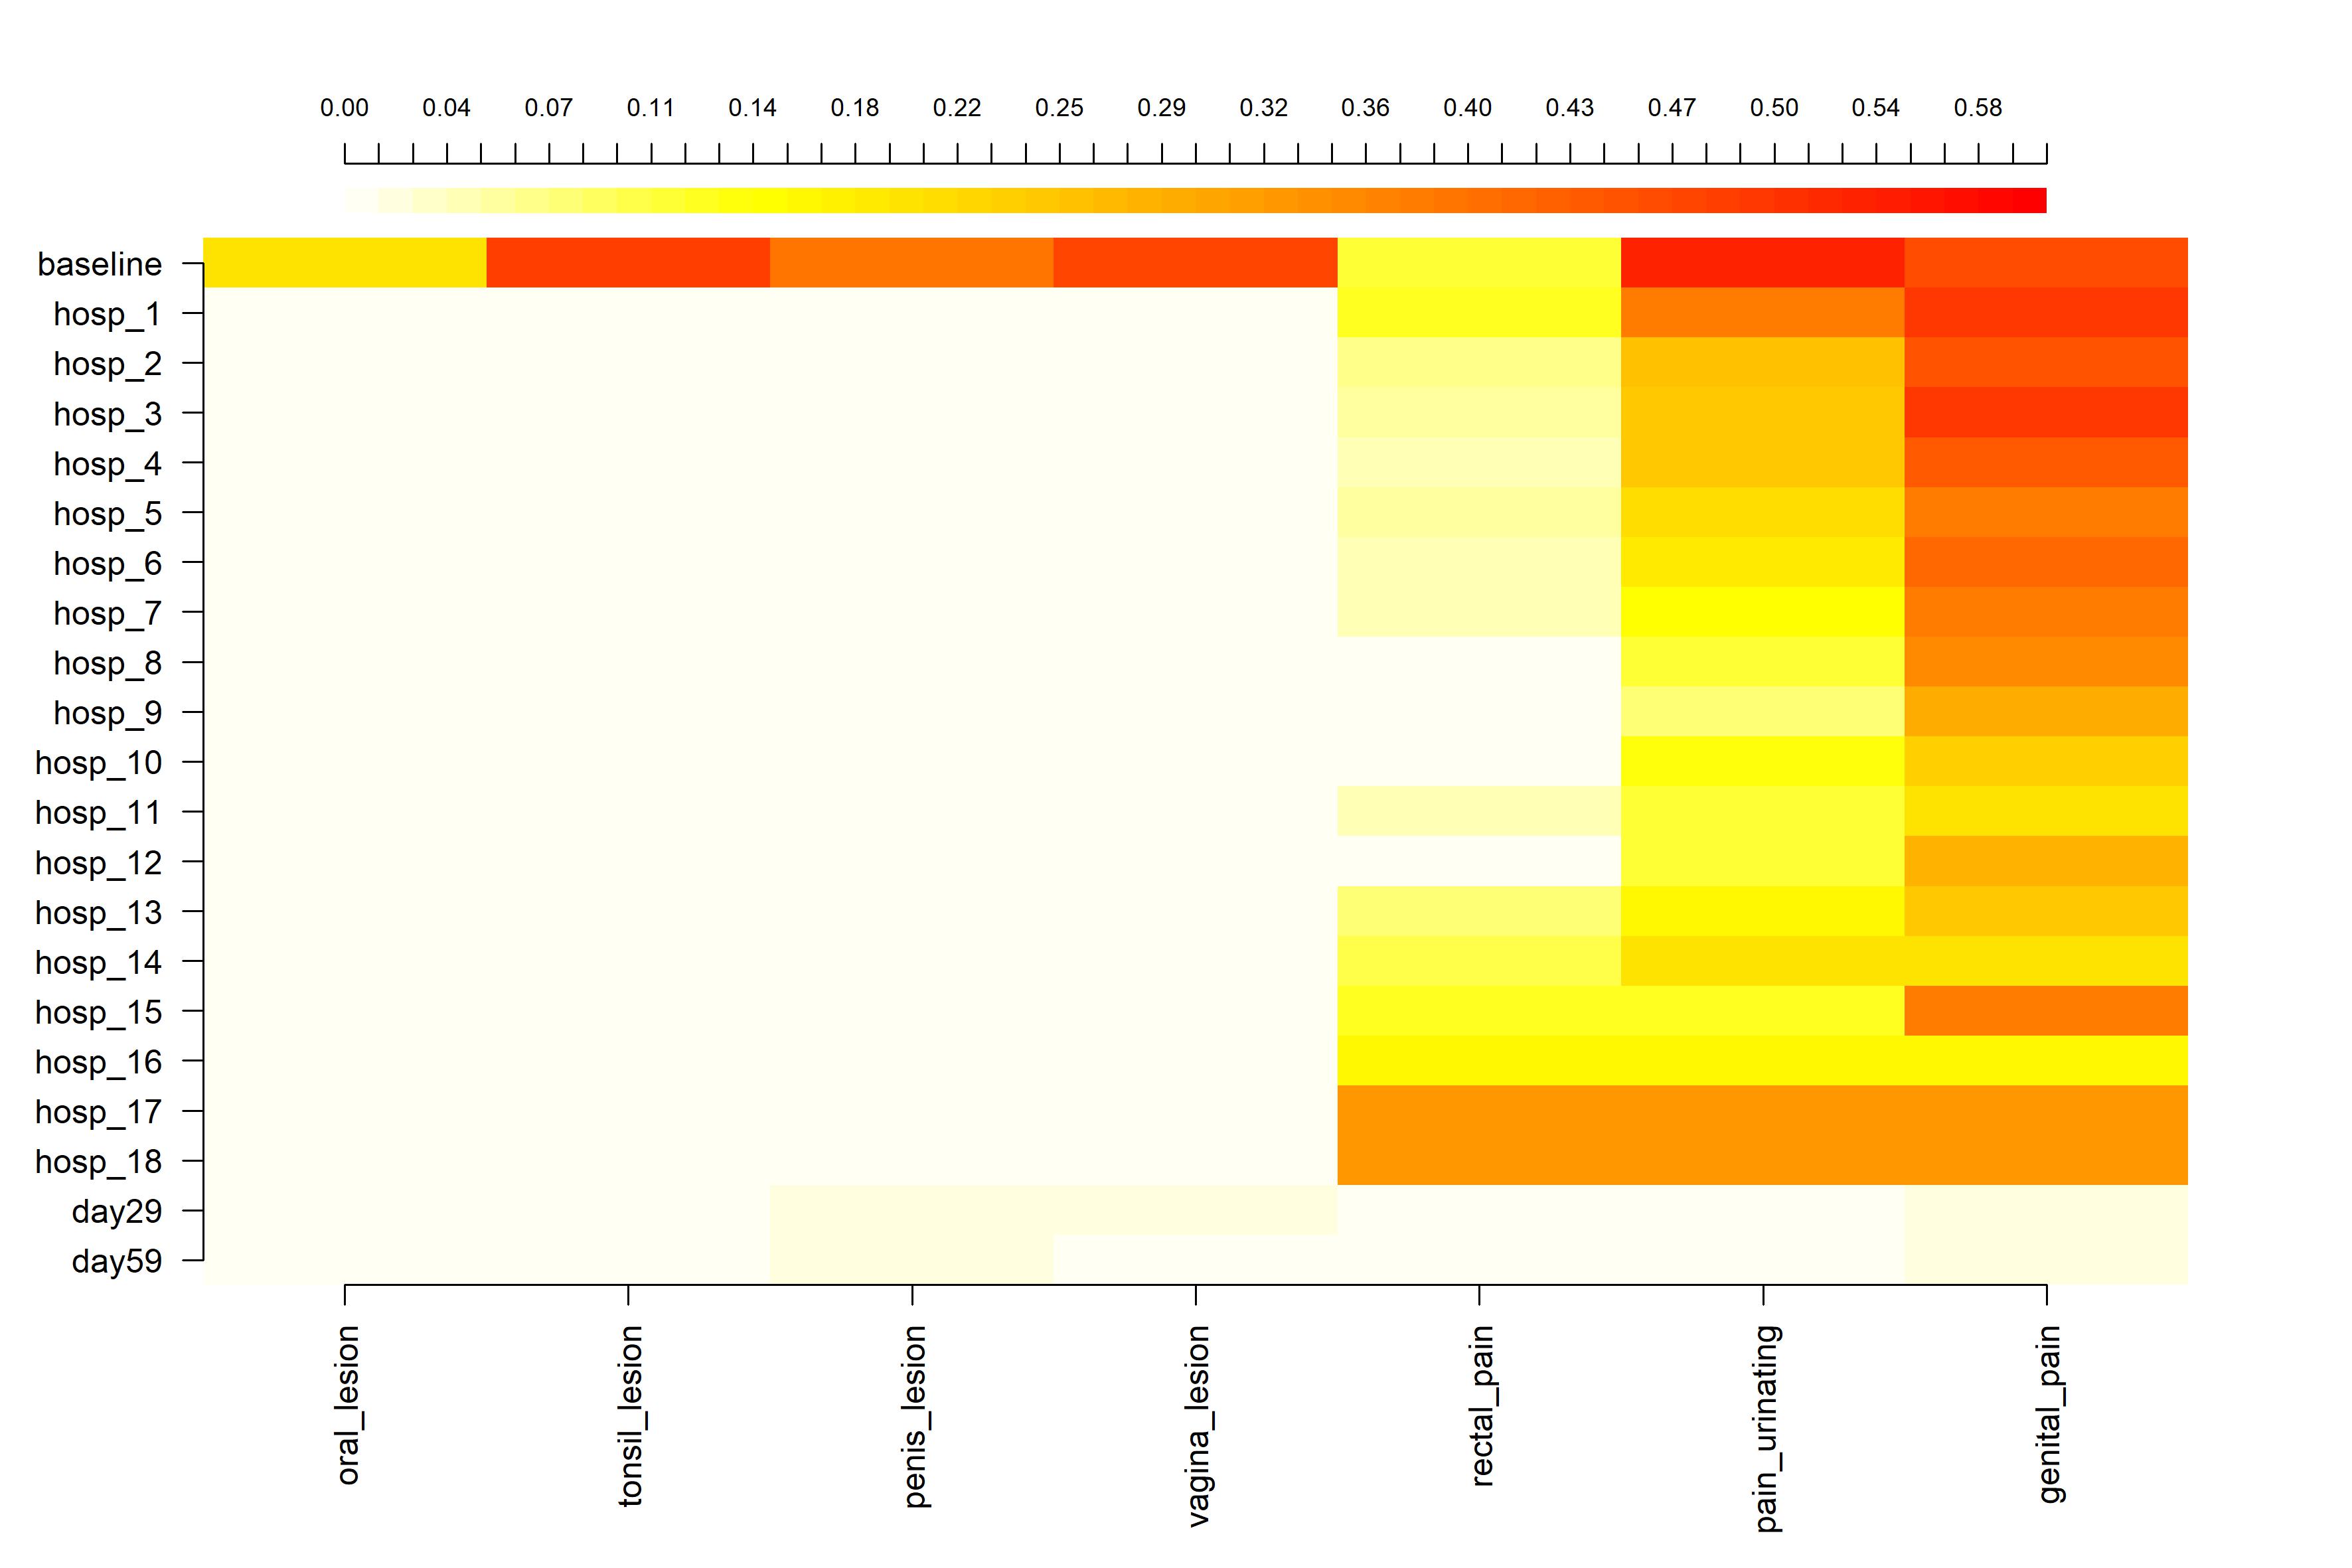 0.00 0.04 0.07 0.11 0.14 0.18 0.22 0.25 0.29 0.32 0.36 0.40 0.43 0.47 0.50 0.54 0.58
baseline
hosp_1
hosp_2
hosp_3
hosp_4
hosp_5
hosp_6
hosp_7
hosp_8
hosp_9
hosp_10
hosp_11
hosp_12
hosp_13
hosp_14
hosp_15
hosp_16
hosp_17
hosp_18
day29
day59
oral_lesion
tonsil_lesion
penis_lesion
vagina_lesion
rectal_pain
pain_urinating
genital_pain